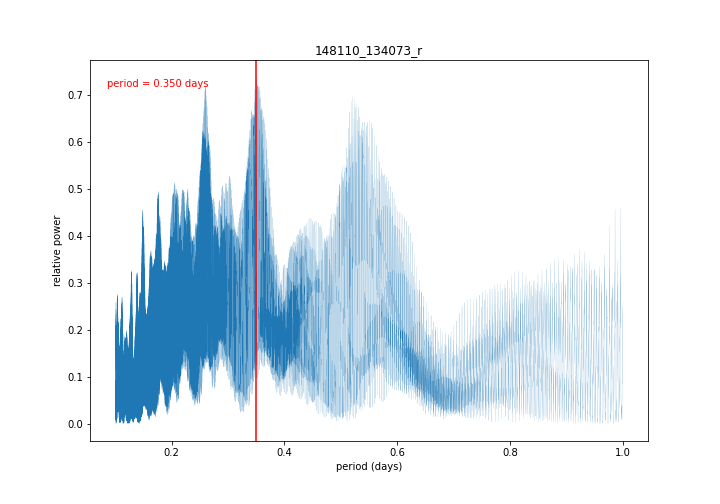 148110_134073_r
period = 0.350 days
relative power
0.7
0.6
0.5
0.4
0.3
0.2
0.1
0.0
0.2 0.4 0.6 0.8 1.0
period (days)